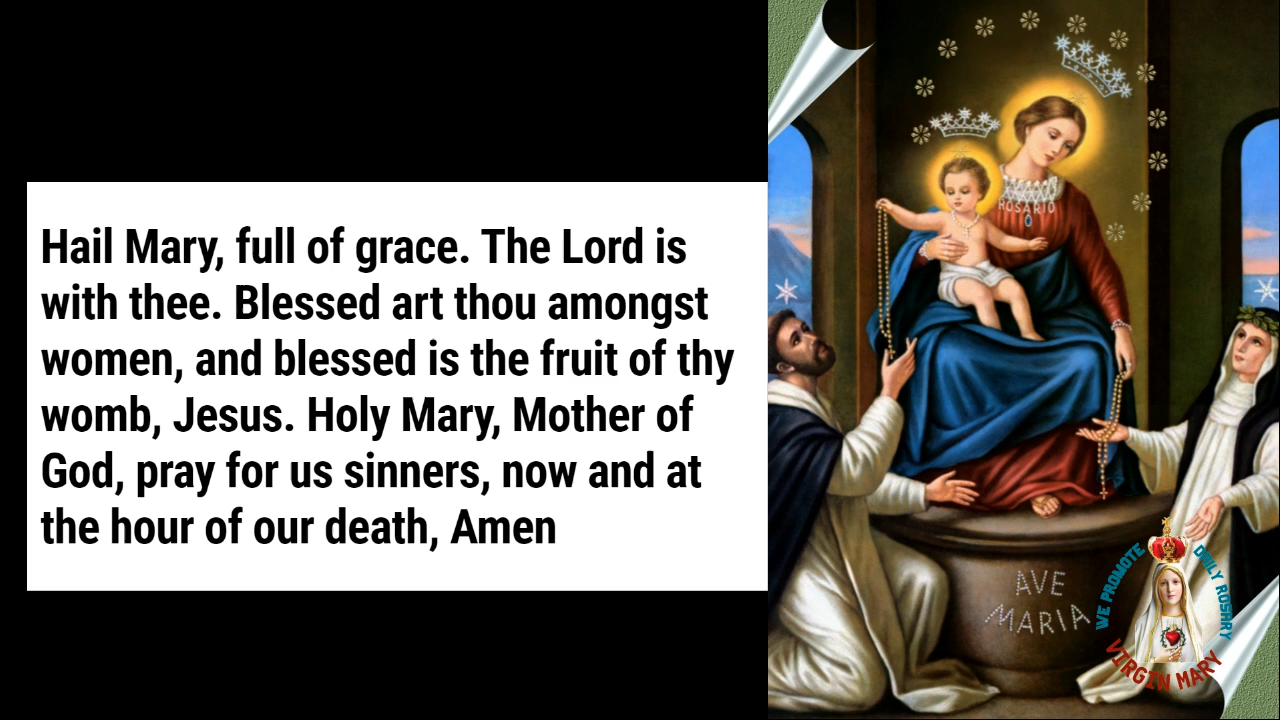 Hail Mary, full of grace. The Lord is
with thee. Blessed art thou amongst
women, and blessed is the fruit of thy
womb, Jesus. Holy Mary, Mother of
God, pray for us sinners, now and at
the hour of our death, Amen
ROSARIO
AVE
MARIA
WE PROMOTE DAILY ROSARY
VIRGIN MARY